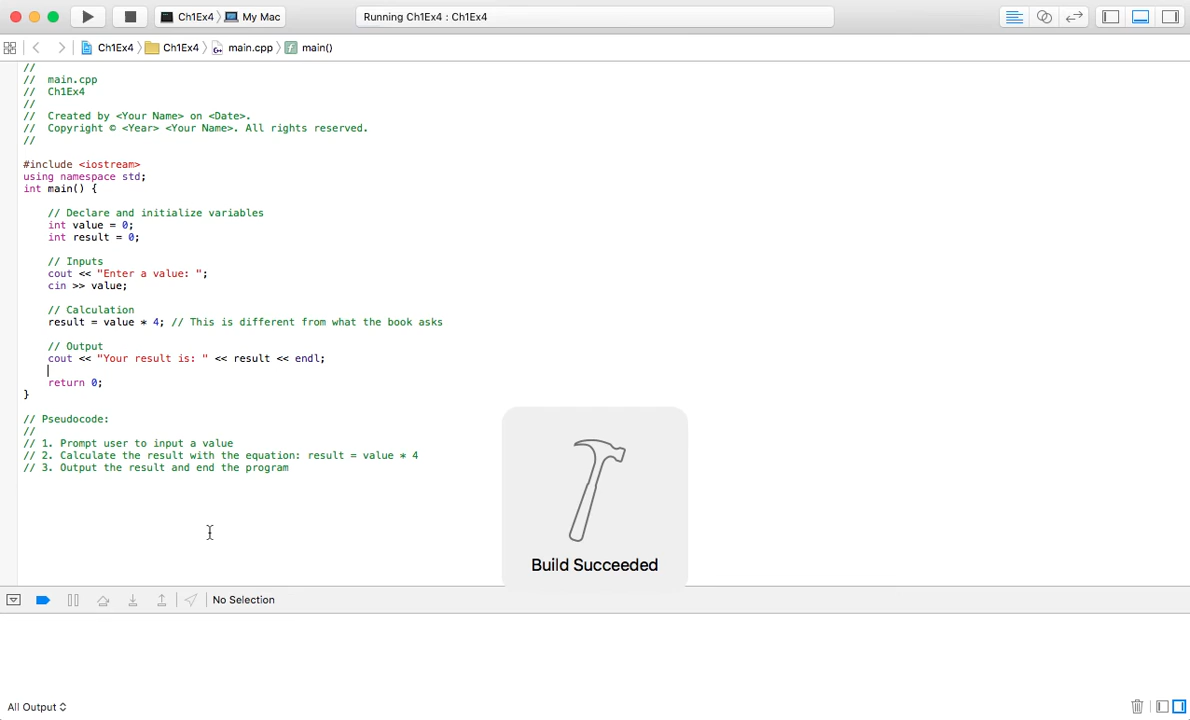 Ch1Ex4 〉 My Mac
Running Ch1Ex4 : Ch1Ex4
Ch1Ex4 〉 Ch1Ex4 〉 main.cpp 〉 main()
//
//  main.cpp
//  Ch1Ex4
//
//  Created by <Your Name> on <Date>.
//  Copyright © <Year> <Your Name>. All rights reserved.
//
#include <iostream>
using namespace std;
int main() {
// Declare and initialize variables
int value = 0;
int result = 0;
// Inputs
cout << "Enter a value: ";
cin >> value;
// Calculation
result = value * 4; // This is different from what the book asks
// Output
cout << "Your result is: " << result << endl;
return 0;
}
// Pseudocode:
//
// 1. Prompt user to input a value
// 2. Calculate the result with the equation: result = value * 4
// 3. Output the result and end the program
Build Succeeded
No Selection
All Output